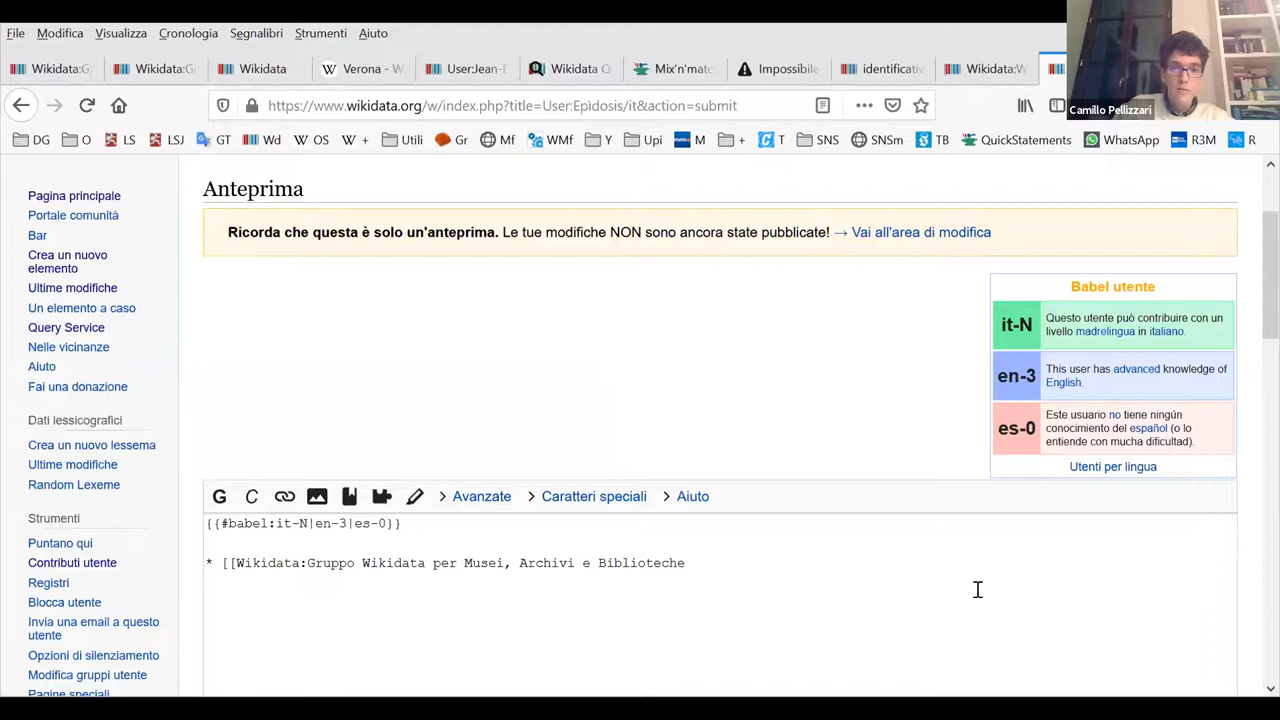 File Modifica Visualizza Cronologia Segnalibri Strumenti Aiuto
Wikidata:G
Wikidata:G
Wikidata
Verona - W
User:Jean-F
Wikidata Q
Mix'n'matc
Impossibile
identificativ
Wikidata:W
https://www.wikidata.org/w/index.php?title=User:Epìdosis/it&action=submit
Camillo Pellizzari
DG O LS LSJ GT Wd OS + Utili Gr Mf WMf Y Upi M + T SNS SNSm TB QuickStatements WhatsApp R3M R
Pagina principale
Portale comunità
Bar
Crea un nuovo
elemento
Ultime modifiche
Un elemento a caso
Query Service
Nelle vicinanze
Aiuto
Fai una donazione
Dati lessicografici
Crea un nuovo lessema
Ultime modifiche
Random Lexeme
Strumenti
Puntano qui
Contributi utente
Registri
Blocca utente
Invia una email a questo
utente
Opzioni di silenziamento
Modifica gruppi utente
Pagine speciali
Anteprima
Ricorda che questa è solo un'anteprima. Le tue modifiche NON sono ancora state pubblicate! → Vai all'area di modifica
Babel utente
it-N
Questo utente può contribuire con un
livello madrelingua in italiano.
en-3
This user has advanced knowledge of
English.
es-0
Este usuario no tiene ningún
conocimiento del español (o lo
entiende con mucha dificultad).
Utenti per lingua
G C Avanzate Caratteri speciali Aiuto
{{#babel:it-N|en-3|es-0}}
* [[Wikidata:Gruppo Wikidata per Musei, Archivi e Biblioteche